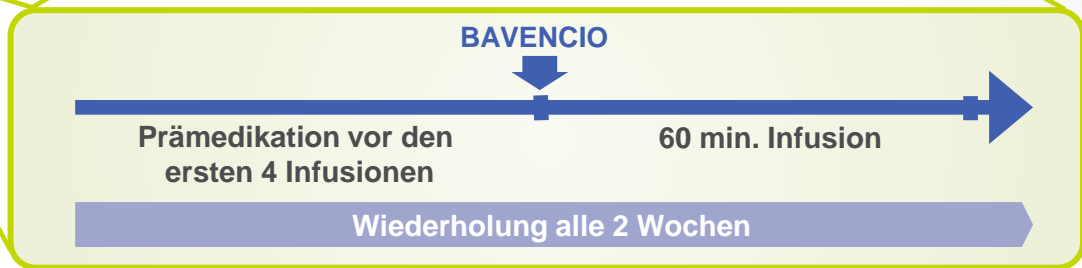 BAVENCIO
Prämedikation vor den
ersten 4 Infusionen
60 min. Infusion
Wiederholung alle 2 Wochen